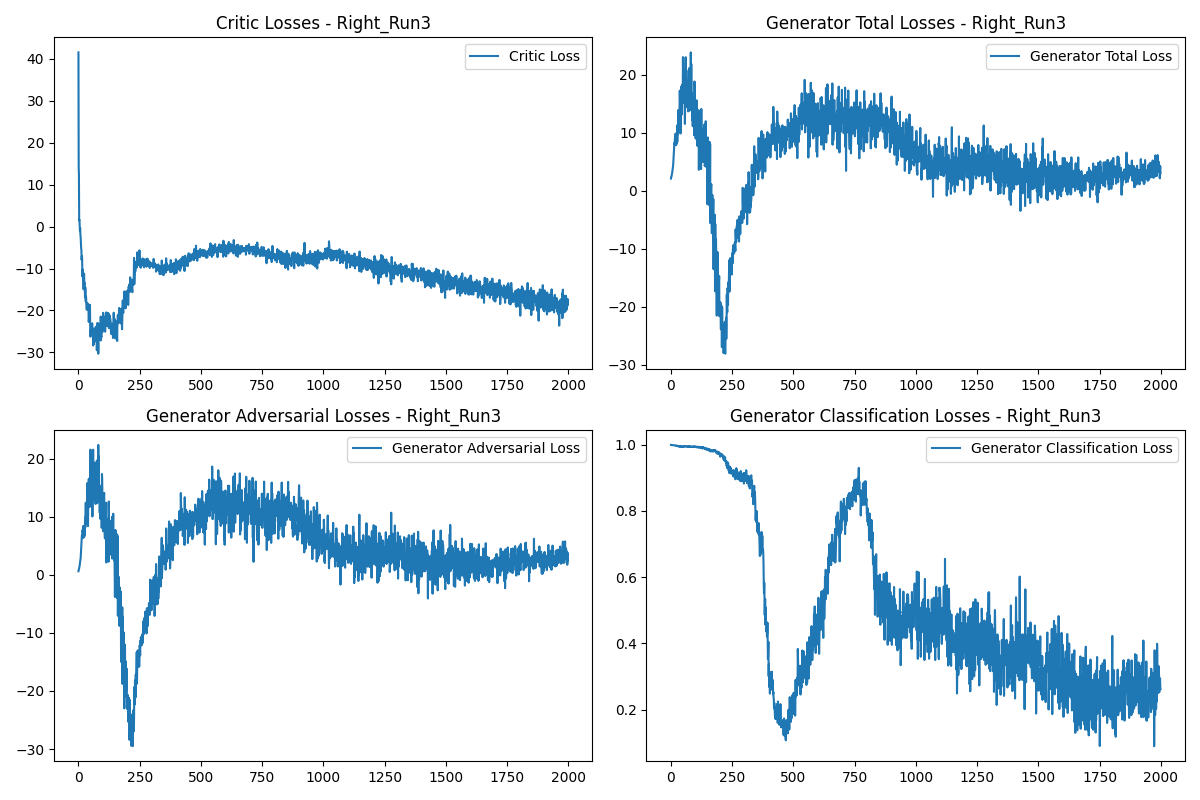 Critic Losses - Right_Run3
Critic Loss
40
30
20
10
0
−10
−20
−30
0 250 500 750 1000 1250 1500 1750 2000
Generator Total Losses - Right_Run3
Generator Total Loss
20
10
0
−10
−20
−30
0 250 500 750 1000 1250 1500 1750 2000
Generator Adversarial Losses - Right_Run3
Generator Adversarial Loss
20
10
0
−10
−20
−30
0 250 500 750 1000 1250 1500 1750 2000
Generator Classification Losses - Right_Run3
Generator Classification Loss
1.0
0.8
0.6
0.4
0.2
0 250 500 750 1000 1250 1500 1750 2000